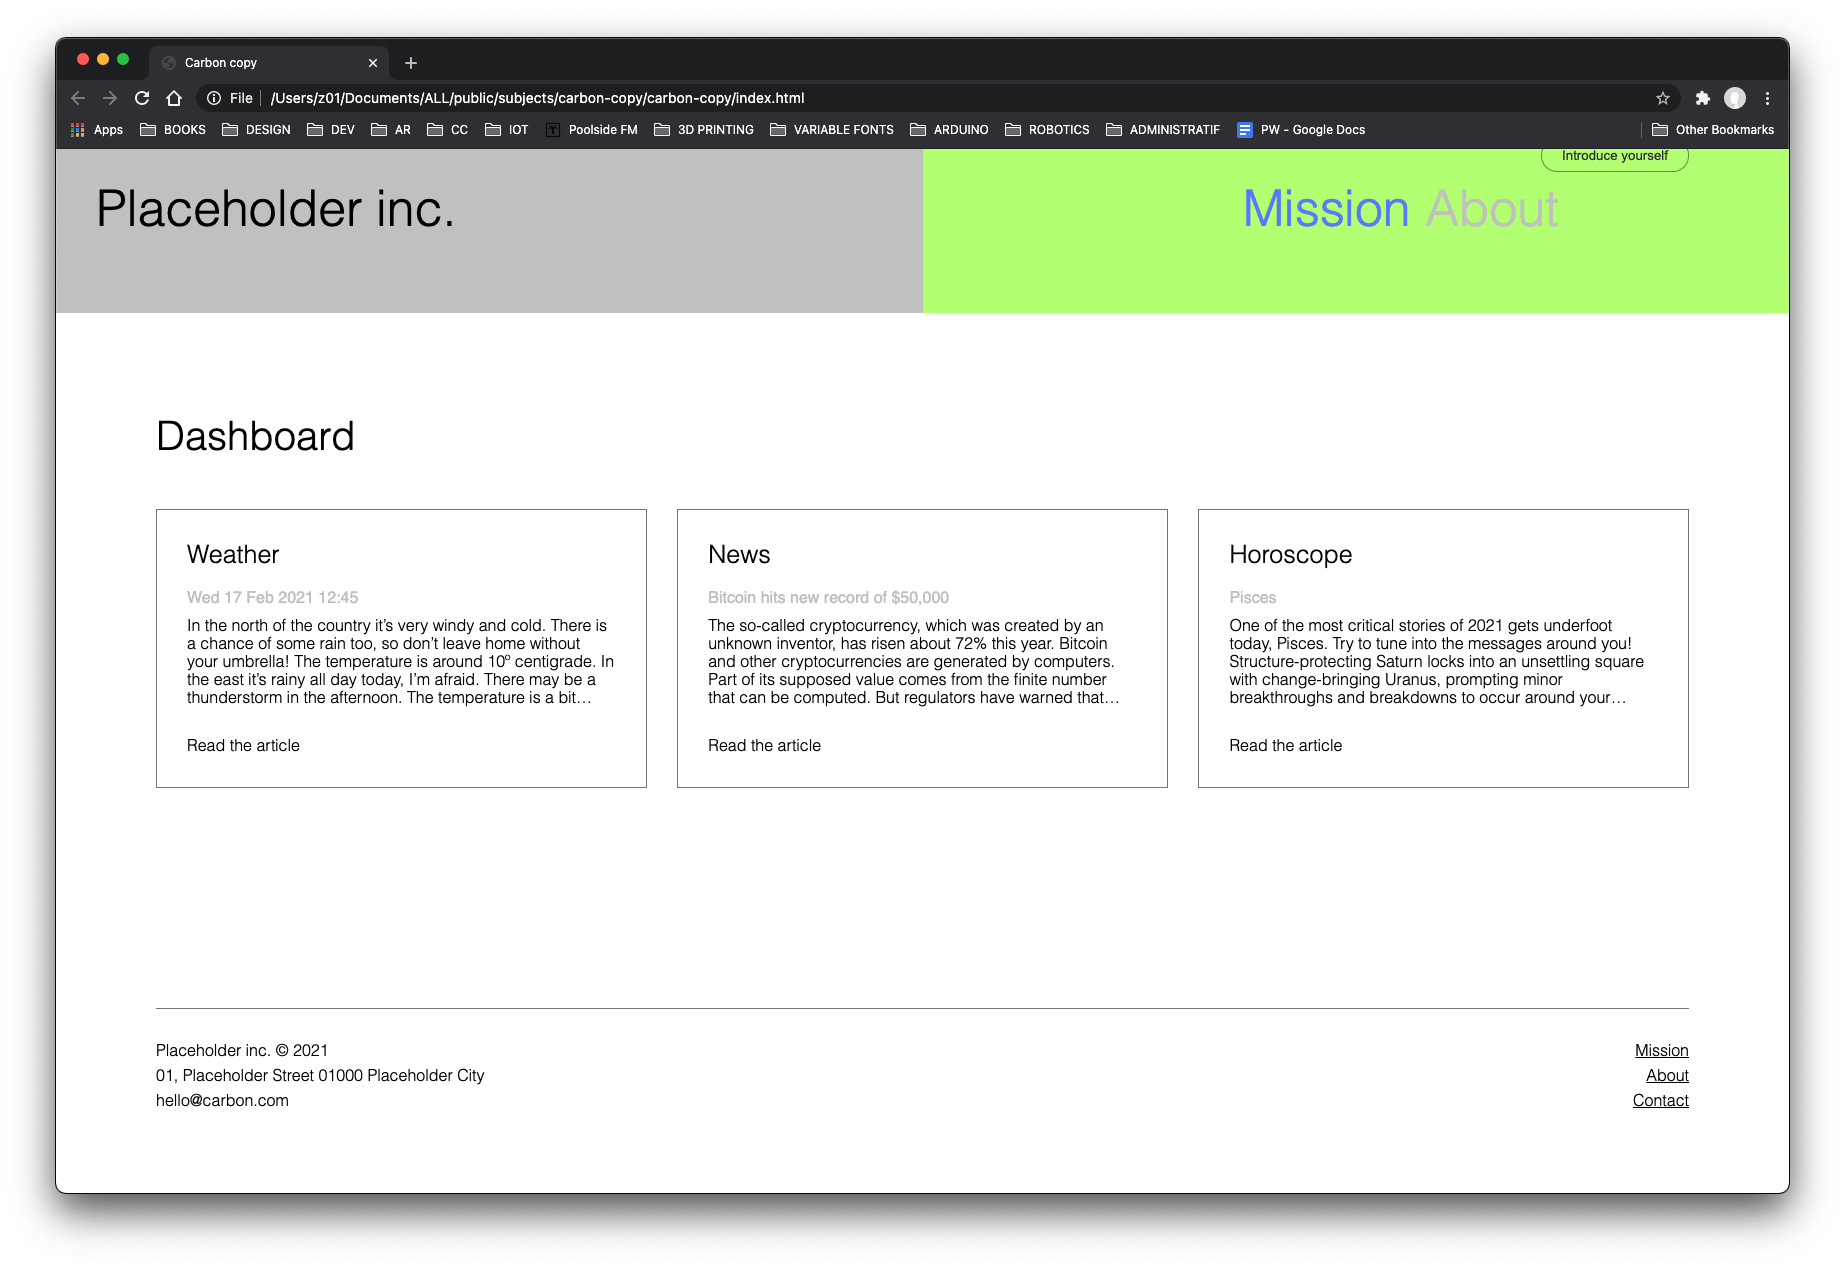 Carbon copy
File /Users/z01/Documents/ALL/public/subjects/carbon-copy/carbon-copy/index.html
Apps BOOKS DESIGN DEV AR CC IOT Poolside FM 3D PRINTING VARIABLE FONTS ARDUINO ROBOTICS ADMINISTRATIF PW - Google Docs Other Bookmarks
Introduce yourself
Placeholder inc.
Mission About
Dashboard
Weather
Wed 17 Feb 2021 12:45
In the north of the country it’s very windy and cold. There is
a chance of some rain too, so don’t leave home without
your umbrella! The temperature is around 10º centigrade. In
the east it’s rainy all day today, I’m afraid. There may be a
thunderstorm in the afternoon. The temperature is a bit…
Read the article
News
Bitcoin hits new record of $50,000
The so-called cryptocurrency, which was created by an
unknown inventor, has risen about 72% this year. Bitcoin
and other cryptocurrencies are generated by computers.
Part of its supposed value comes from the finite number
that can be computed. But regulators have warned that…
Read the article
Horoscope
Pisces
One of the most critical stories of 2021 gets underfoot
today, Pisces. Try to tune into the messages around you!
Structure-protecting Saturn locks into an unsettling square
with change-bringing Uranus, prompting minor
breakthroughs and breakdowns to occur around your…
Read the article
Placeholder inc. © 2021
01, Placeholder Street 01000 Placeholder City
hello@carbon.com
Mission
About
Contact